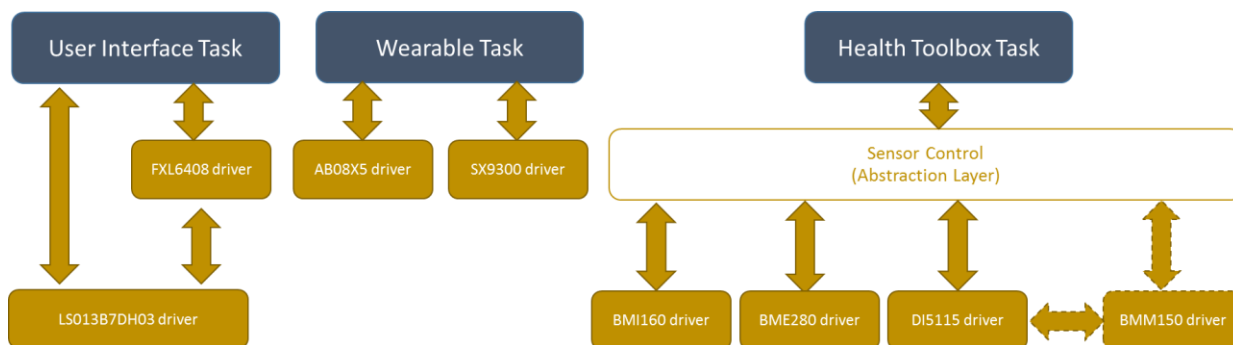 User Interface Task
Wearable Task
Health Toolbox Task
FXL6408 driver
AB08X5 driver
SX9300 driver
Sensor Control
(Abstraction Layer)
LS013B7DH03 driver
BMI160 driver
BME280 driver
DI5115 driver
BMM150 driver